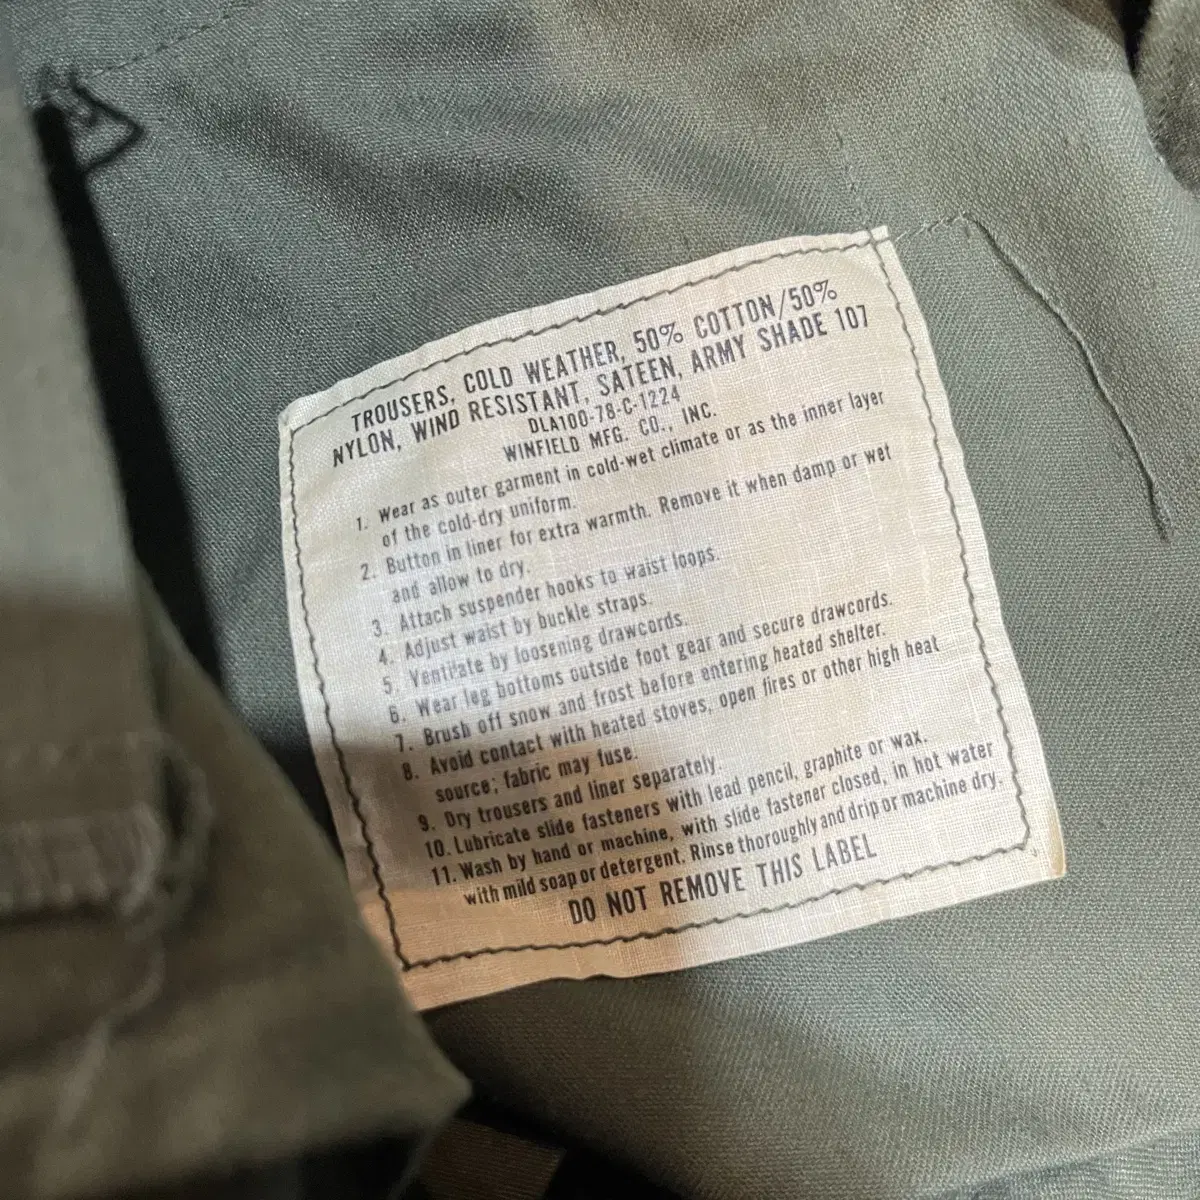 TROUSERS, COLD WEATHER, 50% COTTON/50%
NYLON, WIND RESISTANT, SATEEN, ARMY SHADE 107
DLA100-78-C-1224
WINFIELD MFG. CO., INC.
1. Wear as outer garment in cold-wet climate or as the inner layer
of the cold-dry uniform.
2. Button in liner for extra warmth. Remove it when damp or wet
and allow to dry.
3. Attach suspender hooks to waist loops.
4. Adjust waist by buckle straps.
5. Ventilate by loosening drawcords.
6. Wear leg bottoms outside foot gear and secure drawcords.
7. Brush off snow and frost before entering heated shelter.
8. Avoid contact with heated stoves, open fires or other high heat
source; fabric may fuse.
9. Dry trousers and liner separately.
10. Lubricate slide fasteners with lead pencil, graphite or wax.
11. Wash by hand or machine, with slide fastener closed, in hot water
with mild soap or detergent. Rinse thoroughly and drip or machine dry.
DO NOT REMOVE THIS LABEL